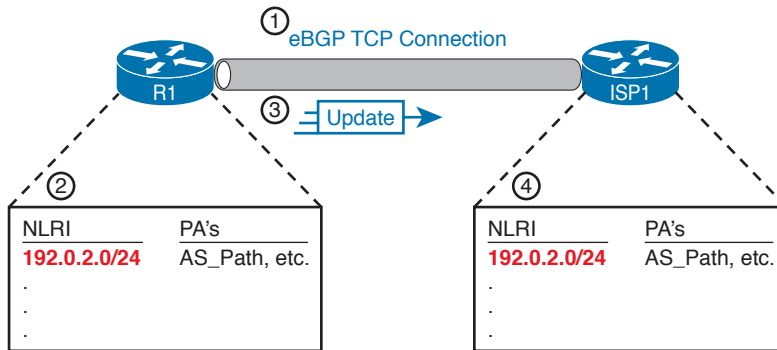 1
eBGP TCP Connection
R1
ISP1
3
Update
2
NLRI PA's
192.0.2.0/24 AS_Path, etc.
.
.
.
4
NLRI PA's
192.0.2.0/24 AS_Path, etc.
.
.
.